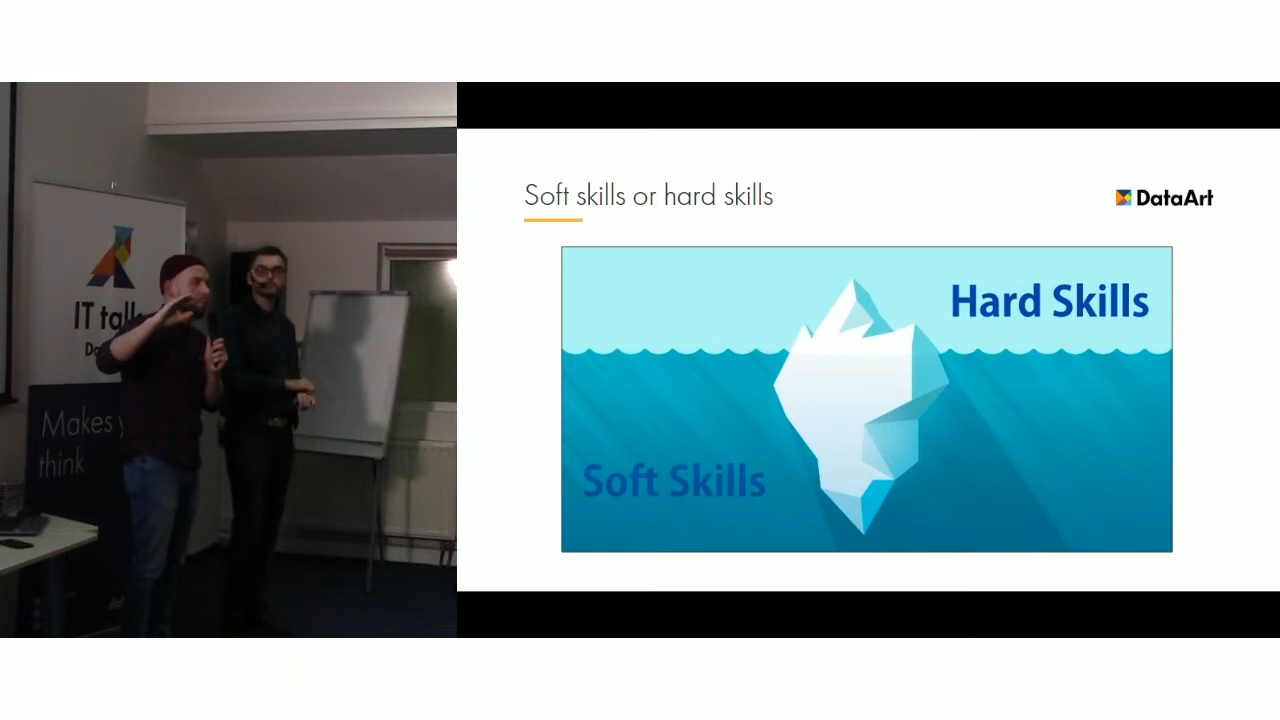 IT talk
Makes
think
Soft skills or hard skills
DataArt
Hard Skills
Soft Skills